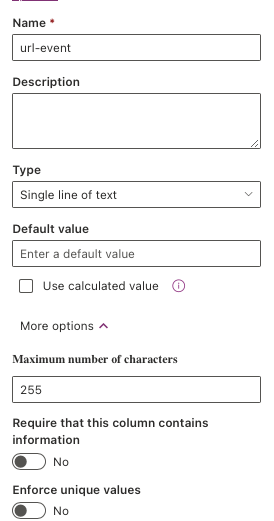 Name *
url-event
Description
Type
Single line of text
Default value
Enter a default value
Use calculated value
More options
Maximum number of characters
255
Require that this column contains
information
No
Enforce unique values
No